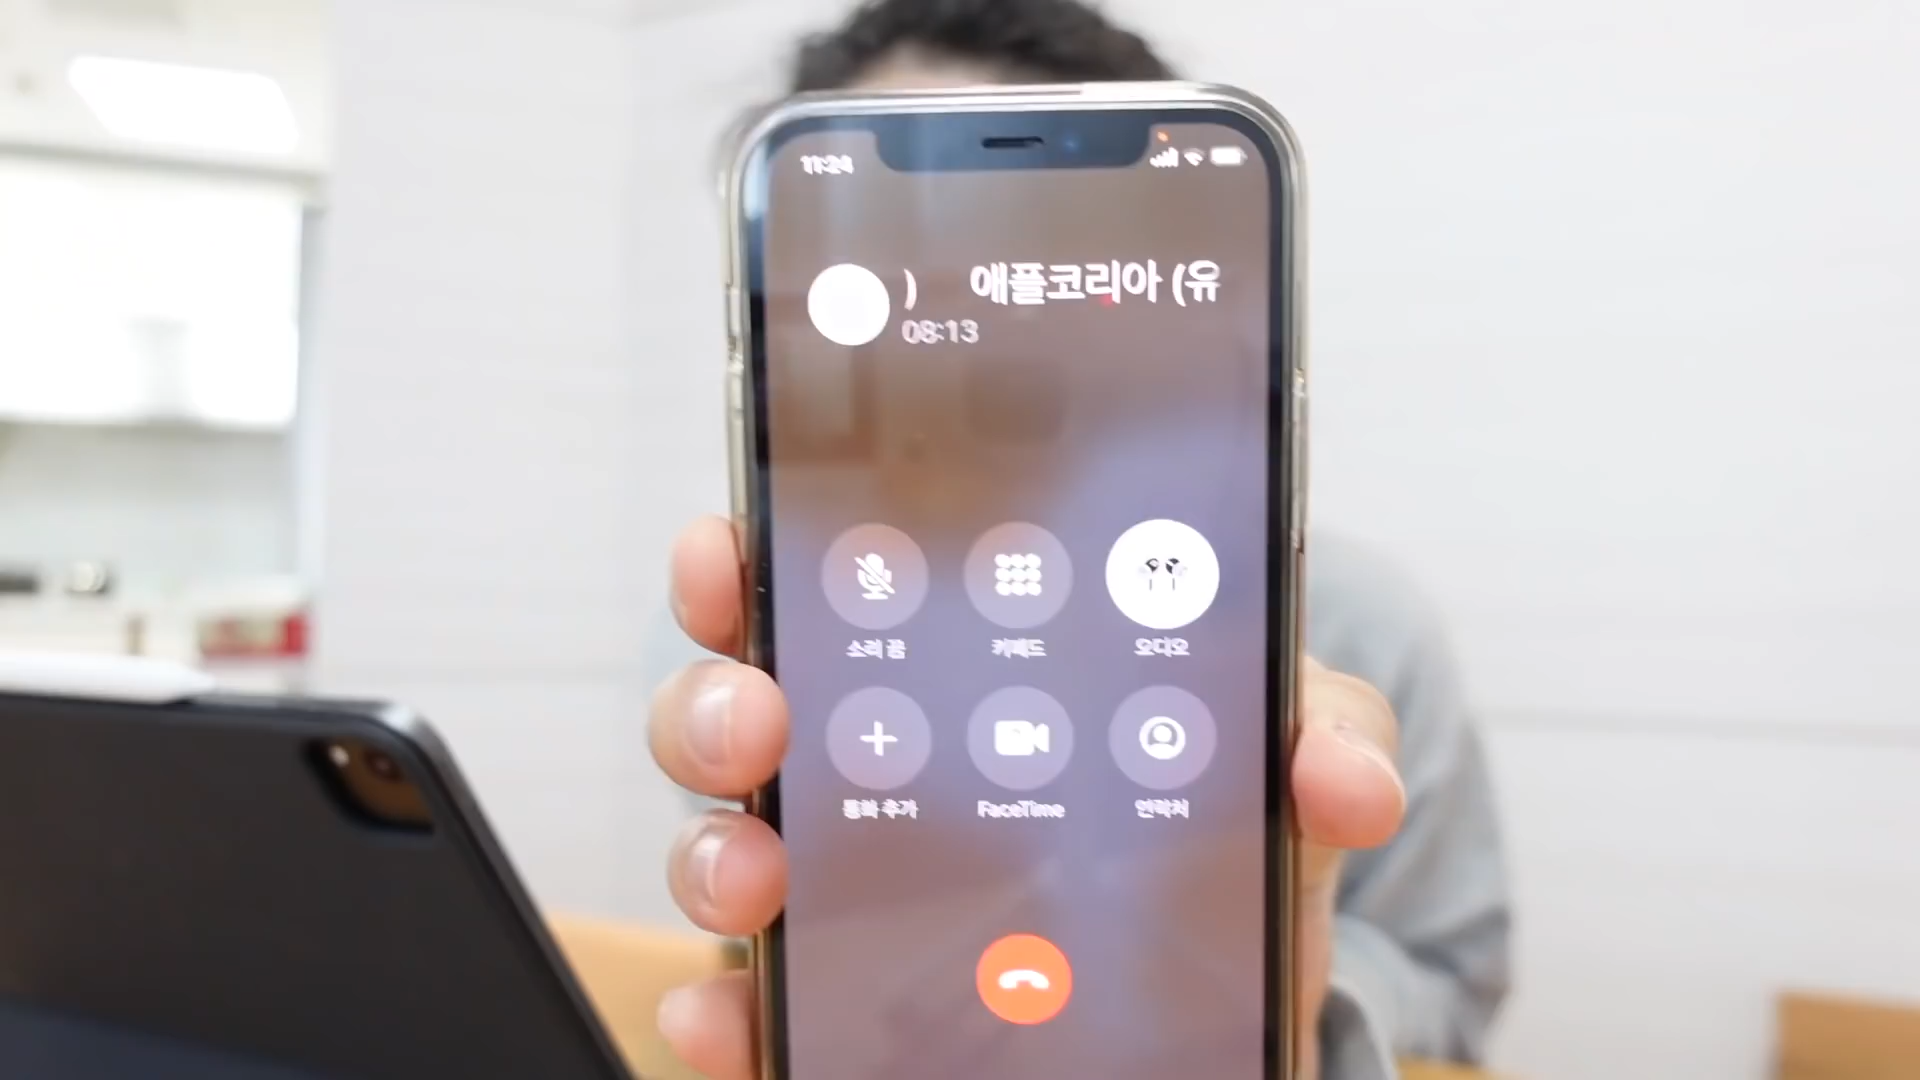 11:24
) 애플코리아 (유
08:13
소리 끔
키패드
오디오
통화 추가
FaceTime
연락처